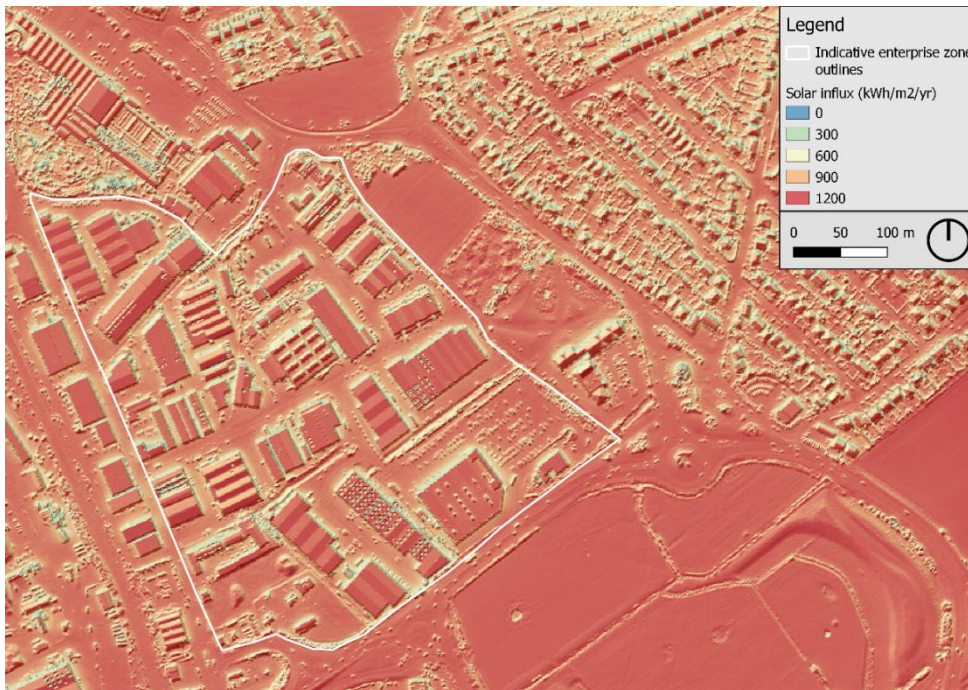 Legend
Indicative enterprise zone
outlines
Solar influx (kWh/m2/yr)
0
300
600
900
1200
0 50 100 m